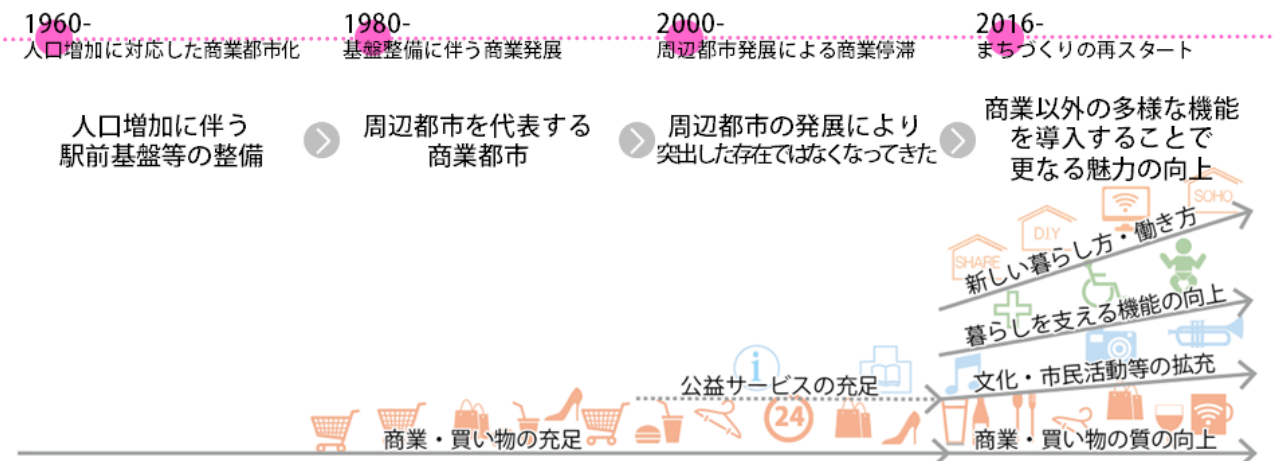 1960-
人口増加に対応した商業都市化
1980-
基盤整備に伴う商業発展
2000-
周辺都市発展による商業停滞
2016-
まちづくりの再スタート
人口増加に伴う
駅前基盤等の整備
周辺都市を代表する
商業都市
周辺都市の発展により
突出した存在ではなくなってきた
商業以外の多様な機能
を導入することで
更なる魅力の向上
SOHO
D.I.Y
SHARE
新しい暮らし方・働き方
暮らしを支える機能の向上
i
公益サービスの充足
文化・市民活動等の拡充
24
商業・買い物の充足
商業・買い物の質の向上